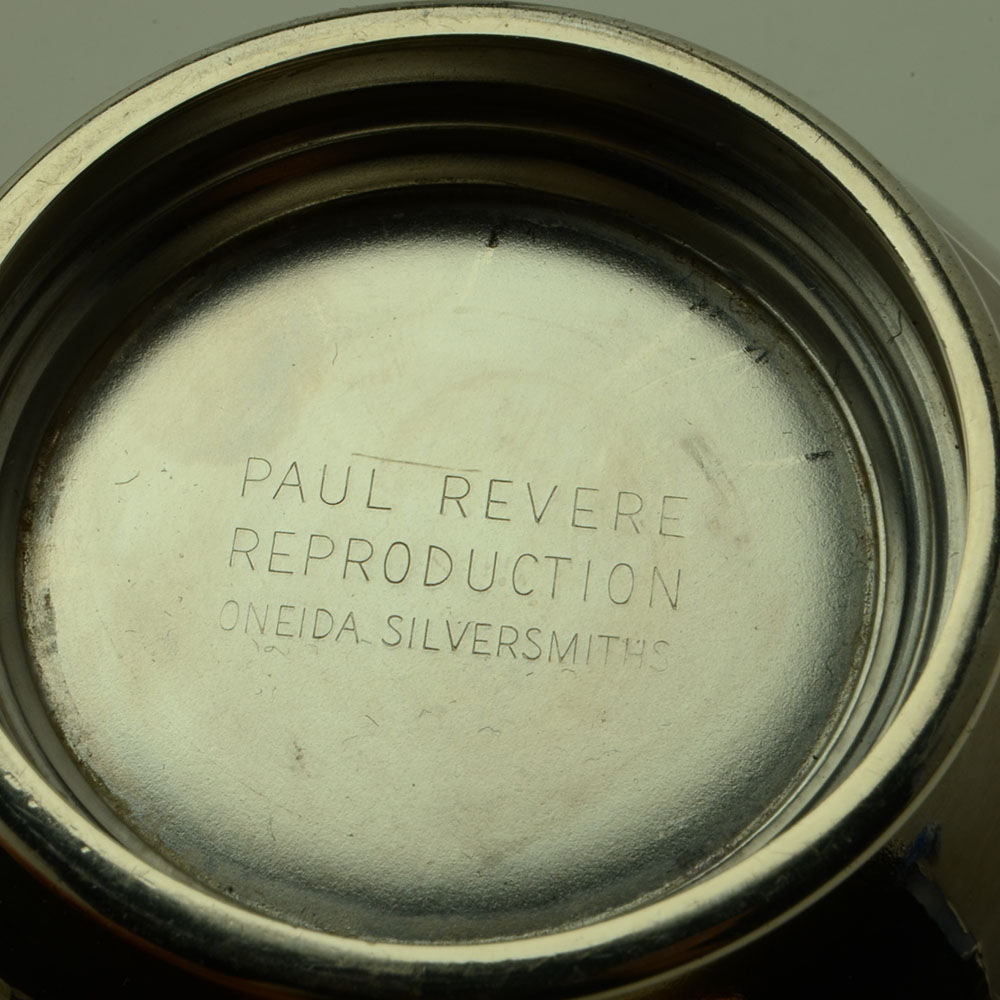 PAUL REVERE
REPRODUCTION
ONEIDA SILVERSMITHS